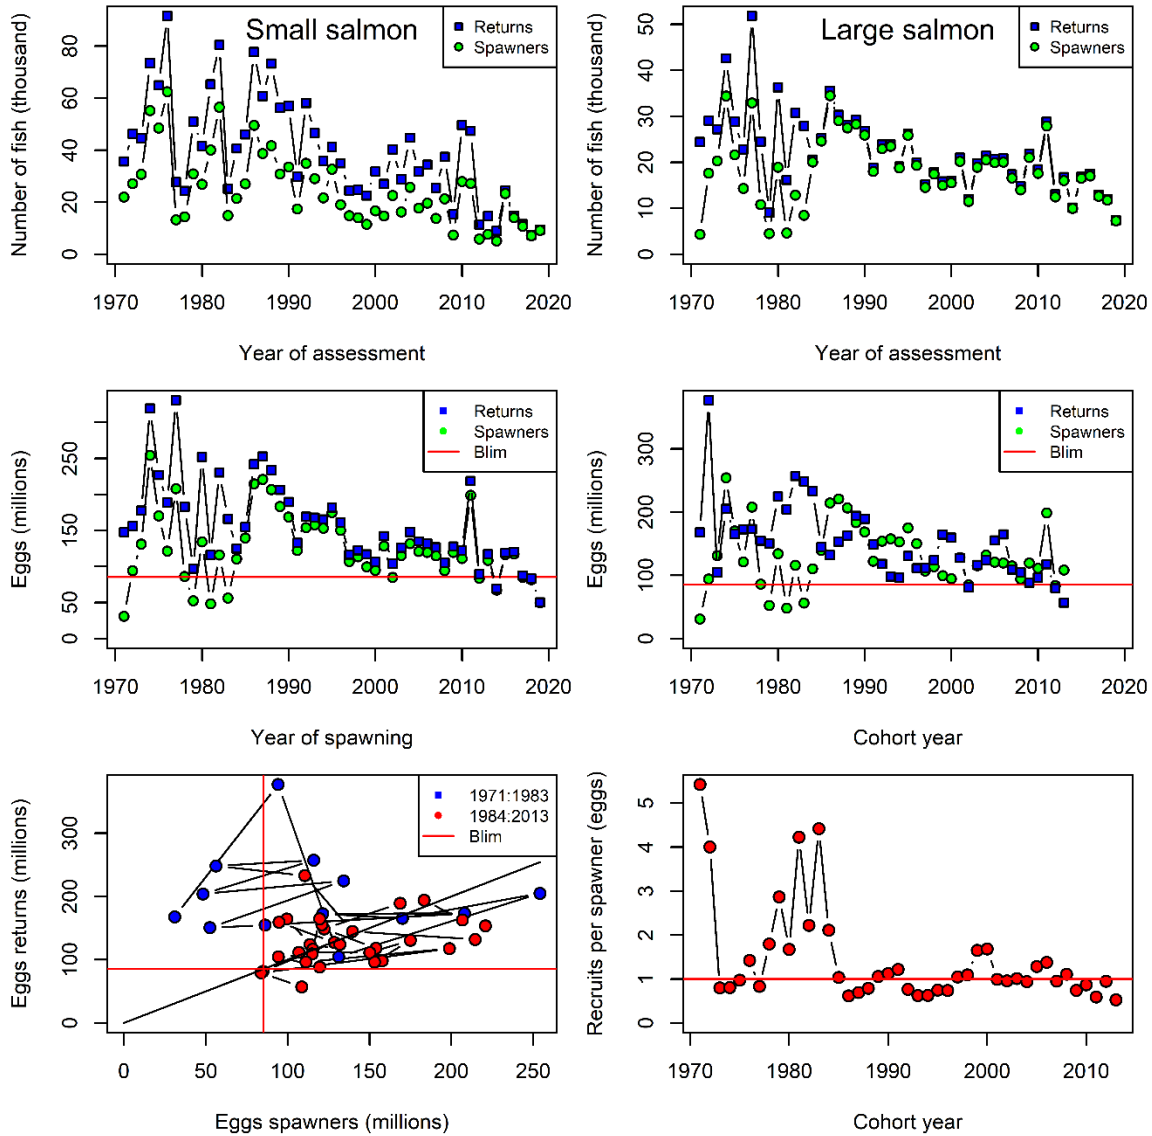 Small salmon
Returns
Spawners
Number of fish (thousand)
0 20 40 60 80
1970 1980 1990 2000 2010 2020
Year of assessment
Large salmon
Returns
Spawners
Number of fish (thousand)
0 10 20 30 40 50
1970 1980 1990 2000 2010 2020
Year of assessment
Returns
Spawners
Blim
Eggs (millions)
0 50 150 250
1970 1980 1990 2000 2010 2020
Year of spawning
Returns
Spawners
Blim
Eggs (millions)
0 100 200 300
1970 1980 1990 2000 2010 2020
Cohort year
1971:1983
1984:2013
Blim
Eggs returns (millions)
0 100 200 300
0 50 100 150 200 250
Eggs spawners (millions)
Recruits per spawner (eggs)
0 1 2 3 4 5
1970 1980 1990 2000 2010
Cohort year